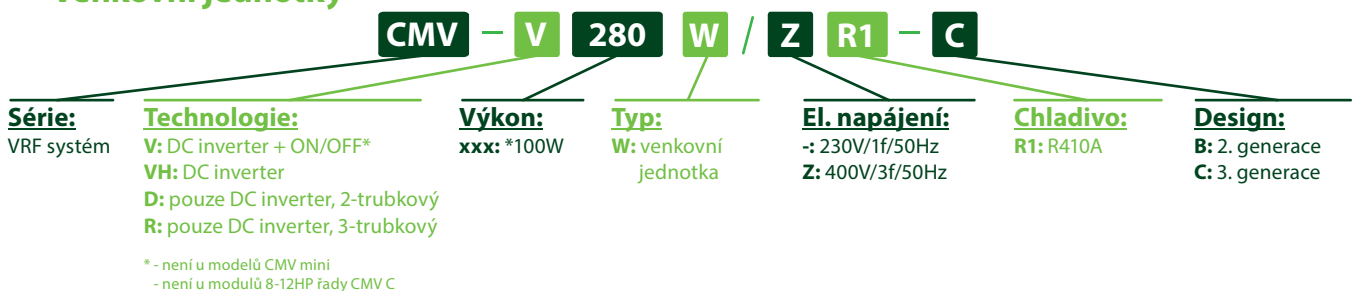 Venkovní jednotky
CMV – V 280 W / Z R1 – C
Série:
VRF systém
Technologie:
V: DC inverter + ON/OFF*
VH: DC inverter
D: pouze DC inverter, 2-trubkový
R: pouze DC inverter, 3-trubkový
* - není u modelů CMV mini
- není u modulů 8-12HP řady CMV C
Výkon:
xxx: *100W
Typ:
W: venkovní
jednotka
El. napájení:
-: 230V/1f/50Hz
Z: 400V/3f/50Hz
Chladivo:
R1: R410A
Design:
B: 2. generace
C: 3. generace